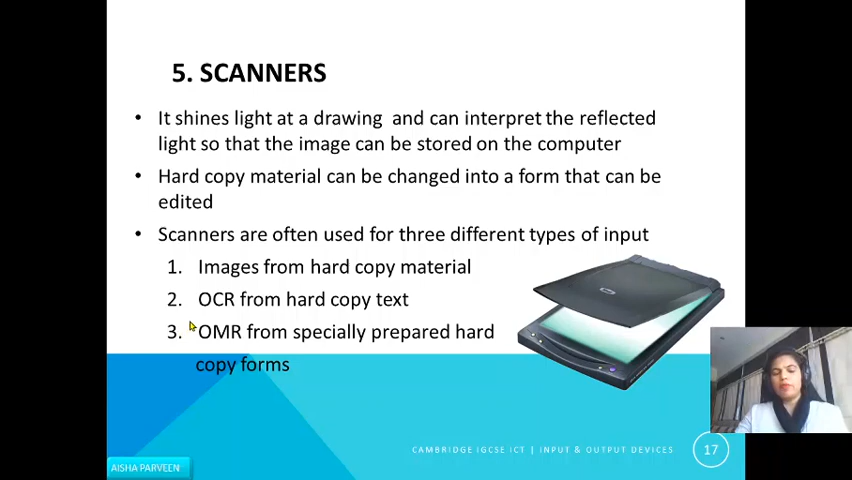 5. SCANNERS
• It shines light at a drawing and can interpret the reflected
light so that the image can be stored on the computer
• Hard copy material can be changed into a form that can be
edited
• Scanners are often used for three different types of input
1. Images from hard copy material
2. OCR from hard copy text
3. OMR from specially prepared hard
copy forms
CAMBRIDGE IGCSE ICT | INPUT & OUTPUT DEVICES 17
AISHA PARVEEN